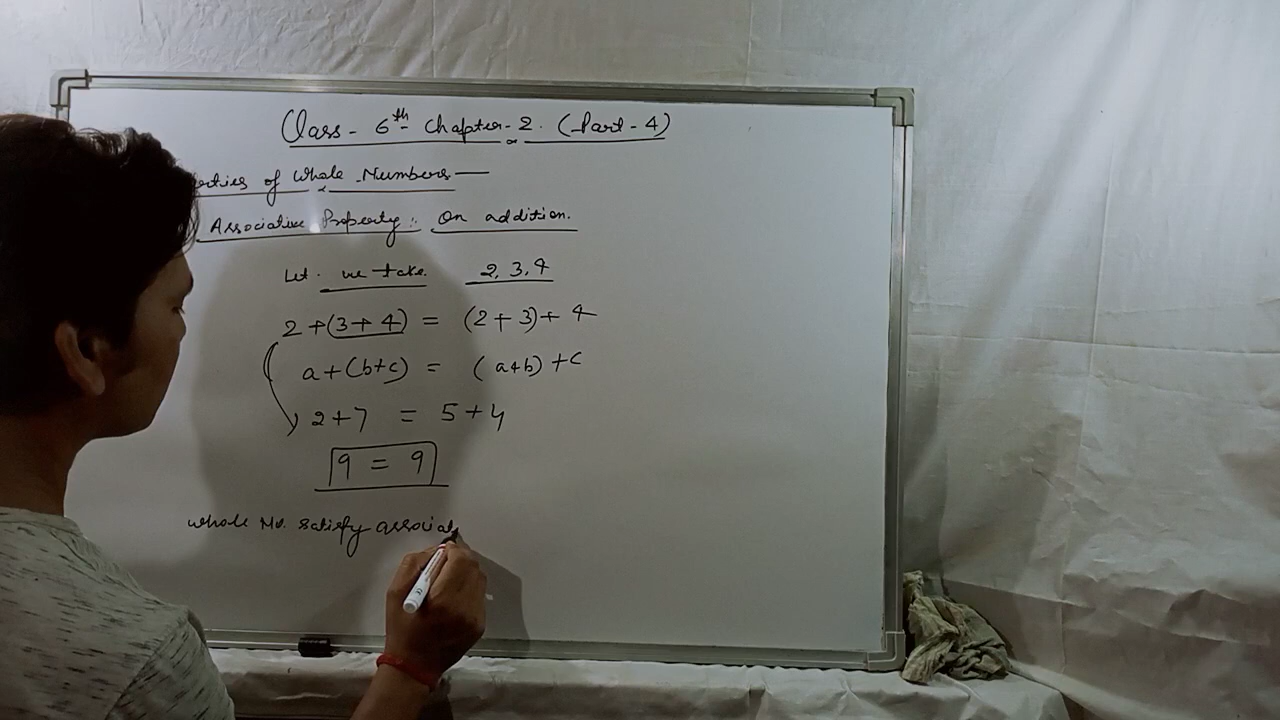 Class - 6th Chapter - 2. (Part - 4)
erties of Whole Numbers —
Associative Property: On addition.
Let we take. 2, 3, 4
2 + (3 + 4) = (2 + 3) + 4
a + (b+c) = (a+b) + c
2 + 7 = 5 + 4
9 = 9
whole No. satisfy associat